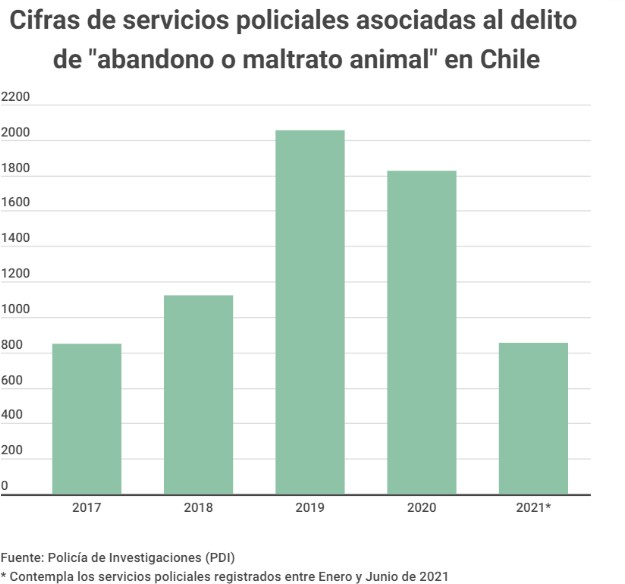 Cifras de servicios policiales asociadas al delito
de "abandono o maltrato animal" en Chile
2200
2000
1800
1600
1400
1200
1000
800
600
400
200
0
2017 2018 2019 2020 2021*
Fuente: Policía de Investigaciones (PDI)
* Contempla los servicios policiales registrados entre Enero y Junio de 2021